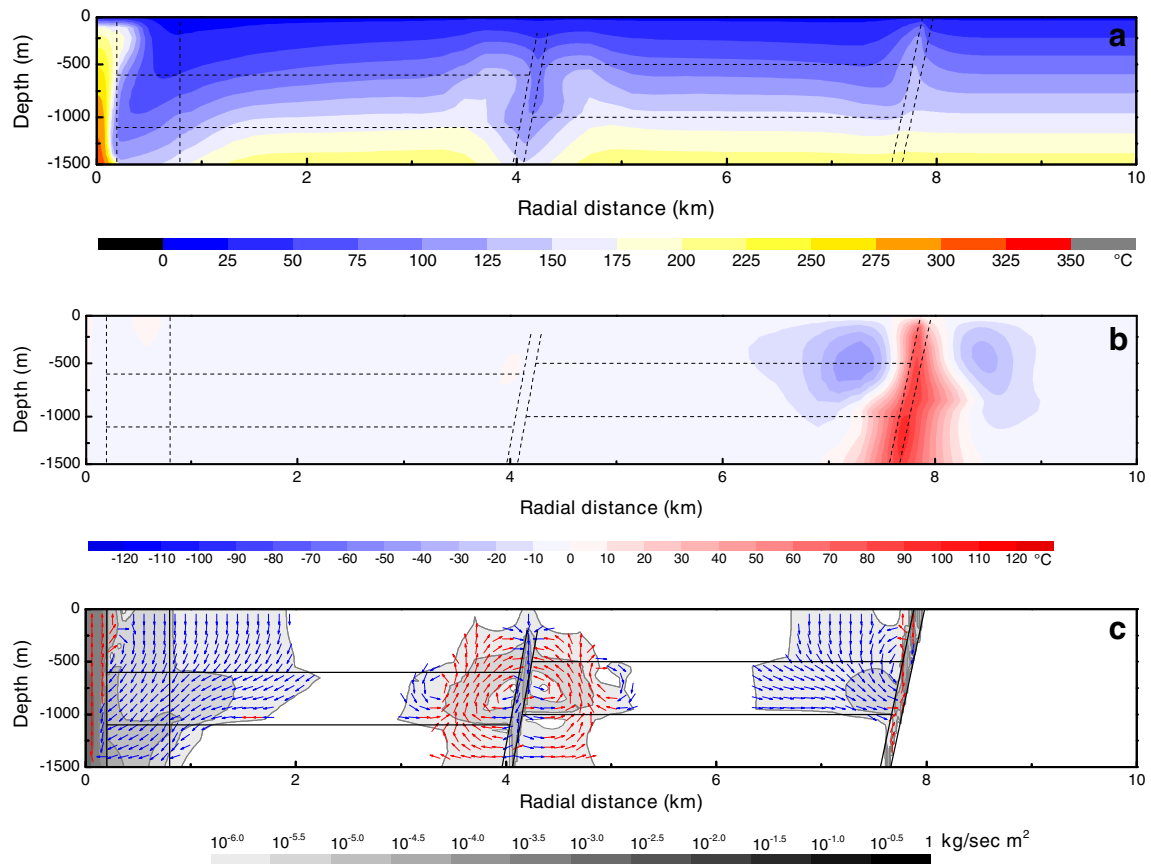 a
Depth (m)
0
-500
-1000
-1500
0 2 4 6 8 10
Radial distance (km)
0 25 50 75 100 125 150 175 200 225 250 275 300 325 350 °C
b
Depth (m)
0
-500
-1000
-1500
0 2 4 6 8 10
Radial distance (km)
-120 -110 -100 -90 -80 -70 -60 -50 -40 -30 -20 -10 0 10 20 30 40 50 60 70 80 90 100 110 120 °C
c
Depth (m)
0
-500
-1000
-1500
0 2 4 6 8 10
Radial distance (km)
10^-6.0 10^-5.5 10^-5.0 10^-4.5 10^-4.0 10^-3.5 10^-3.0 10^-2.5 10^-2.0 10^-1.5 10^-1.0 10^-0.5 1 kg/sec m²